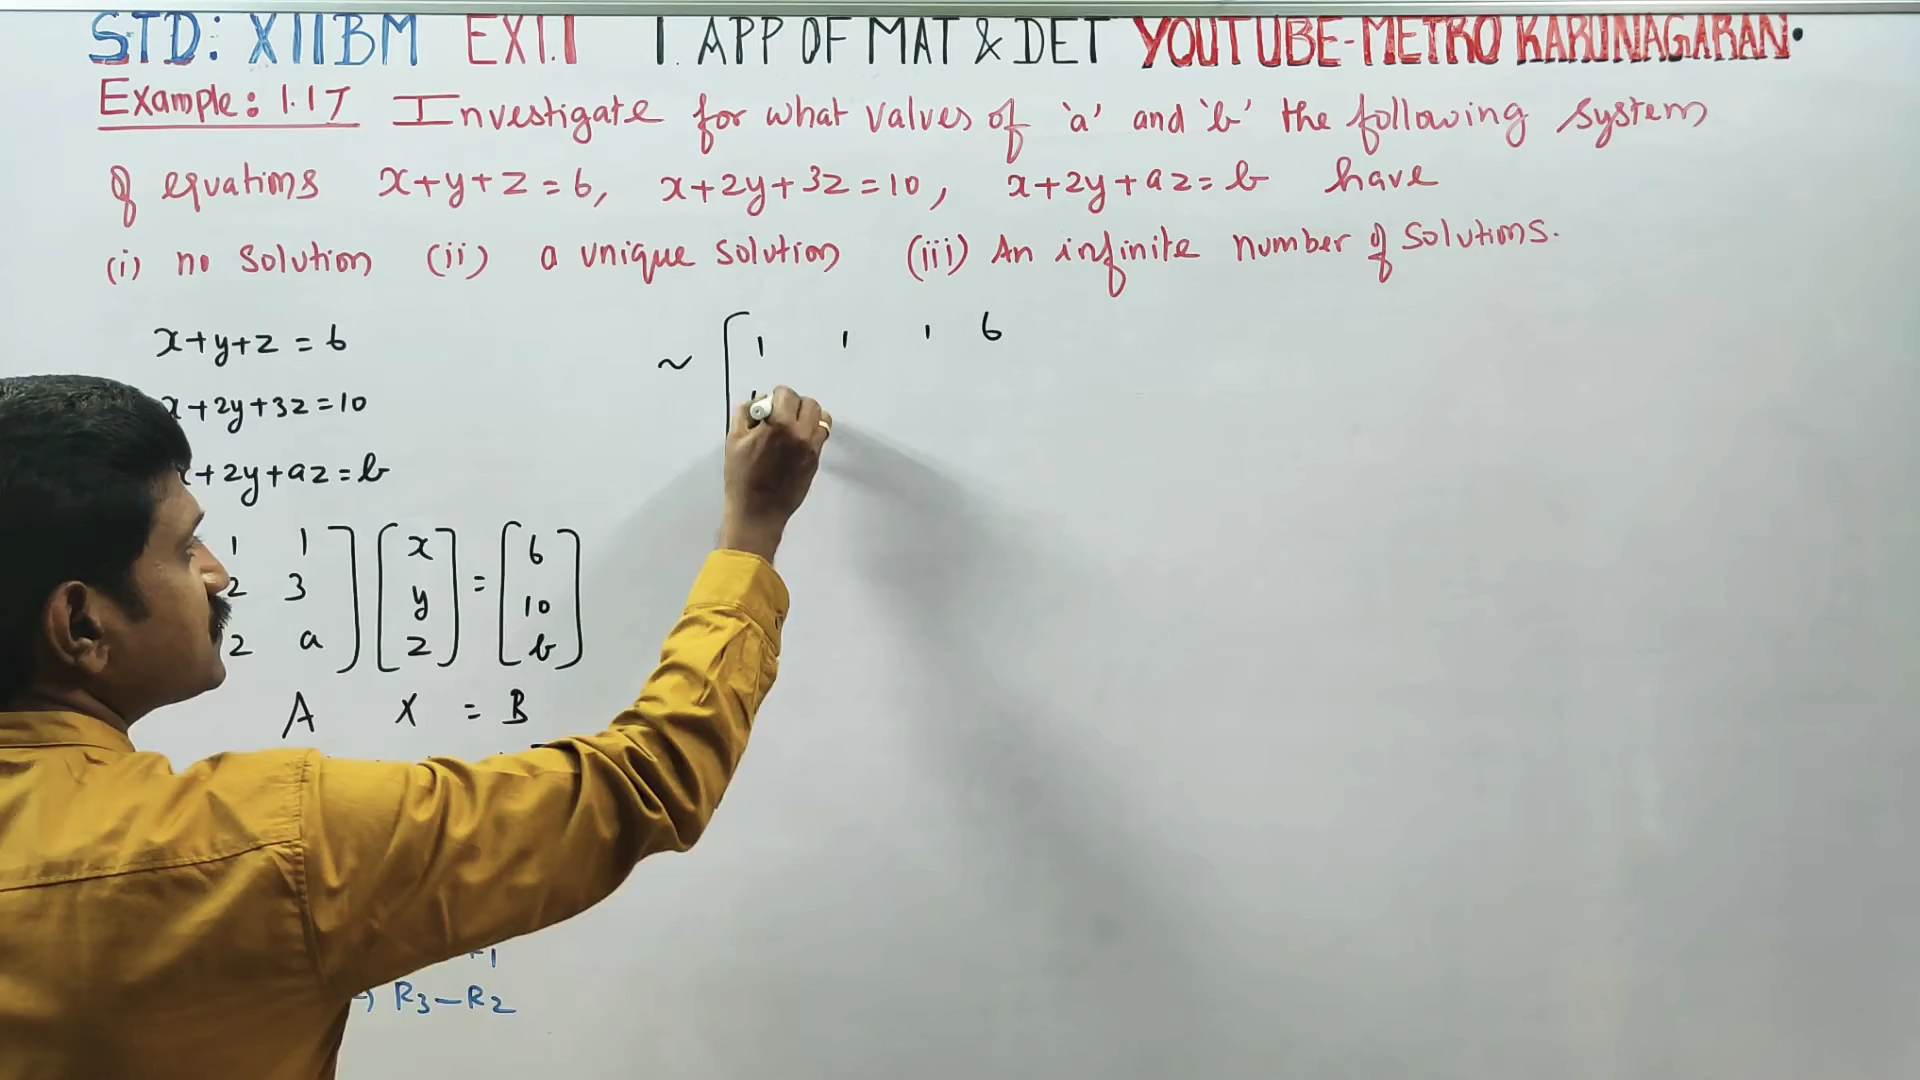 STD: XIIBM EX1.1 1. APP OF MAT & DET YOUTUBE-METRO KARUNAGARAN.
Example: 1.17 Investigate for what values of 'a' and 'b' the following system
of equations x+y+z=6, x+2y+3z=10, x+2y+az=b have
(i) no solution (ii) a unique solution (iii) An infinite number of solutions.
x+y+z=6
x+2y+3z=10
+2y+az=b
1 1 x 6
2 3 y = 10
2 a z b
A X = B
R3-R2
~ 1 1 1 6